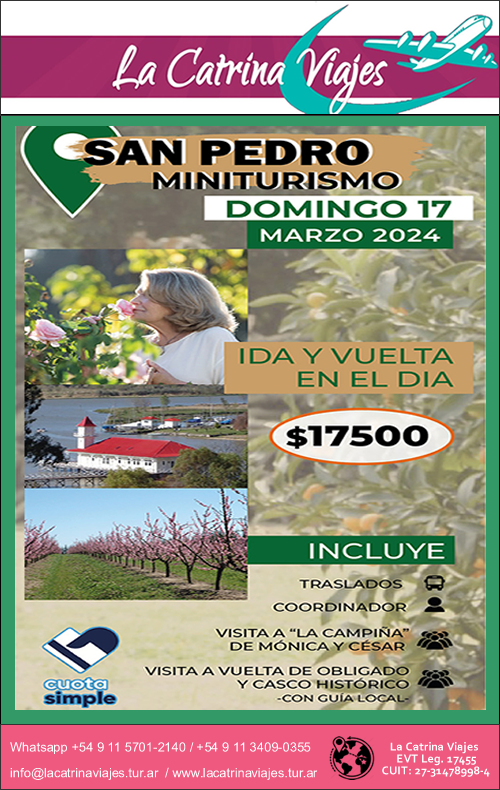 La Catrina Viajes
SAN PEDRO
MINITURISMO
DOMINGO 17
MARZO 2024
IDA Y VUELTA
EN EL DIA
$17500
INCLUYE
TRASLADOS
COORDINADOR
VISITA A "LA CAMPIÑA"
DE MÓNICA Y CÉSAR
VISITA A VUELTA DE OBLIGADO
Y CASCO HISTÓRICO
-CON GUÍA LOCAL-
cuota
simple
Whatsapp +54 9 11 5701-2140 / +54 9 11 3409-0355
info@lacatrinaviajes.tur.ar / www.lacatrinaviajes.tur.ar
La Catrina Viajes
EVT Leg. 17455
CUIT: 27-31478998-4